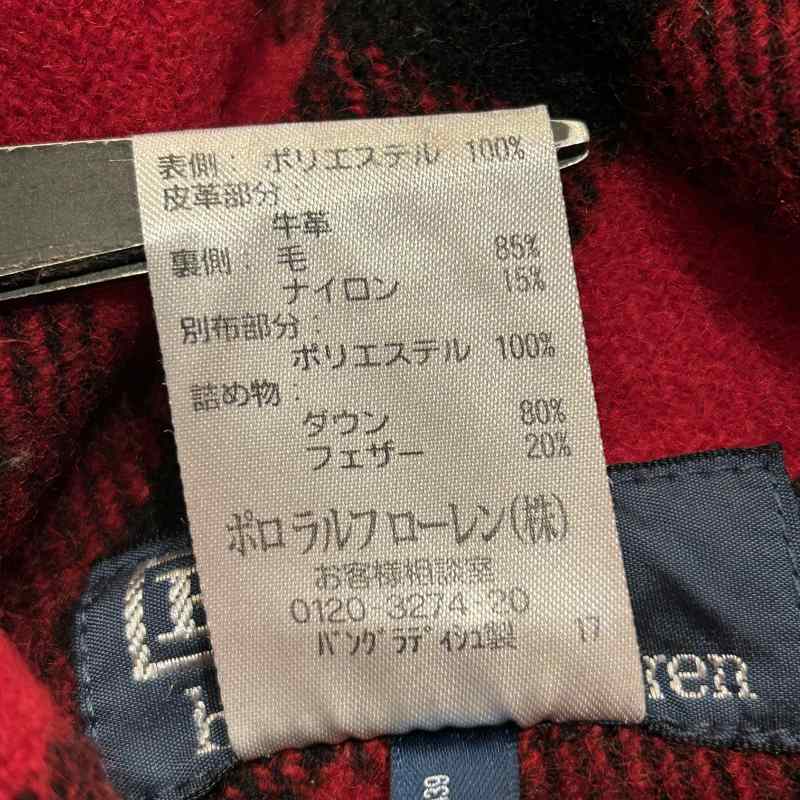 表側: ポリエステル 100%
皮革部分:
牛革
裏側: 毛 85%
ナイロン 15%
別布部分:
ポリエステル 100%
詰め物:
ダウン 80%
フェザー 20%
ポロ ラルフ ローレン(株)
お客様相談室
0120-3274-20
バングラディシュ製 17
ren
39